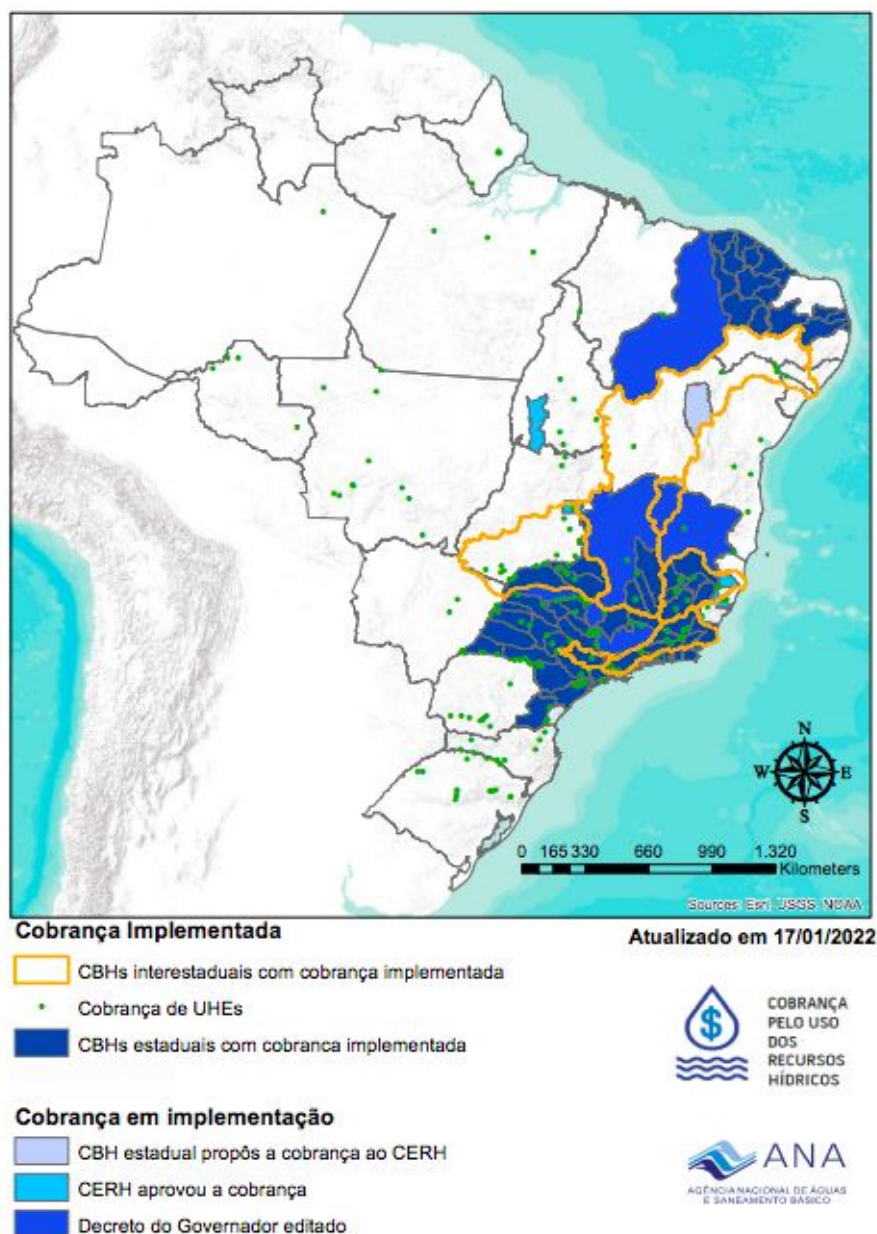 N
W E
S
0 165 330 660 990 1.320
Kilometers
Sources: Esri, USGS, NOAA
Cobrança Implementada
Atualizado em 17/01/2022
CBHs interestaduais com cobrança implementada
Cobrança de UHEs
CBHs estaduais com cobranca implementada
COBRANÇA
PELO USO
DOS
RECURSOS
HÍDRICOS
$
Cobrança em implementação
CBH estadual propôs a cobrança ao CERH
CERH aprovou a cobrança
Decreto do Governador editado
ANA
AGÊNCIA NACIONAL DE ÁGUAS
E SANEAMENTO BÁSICO